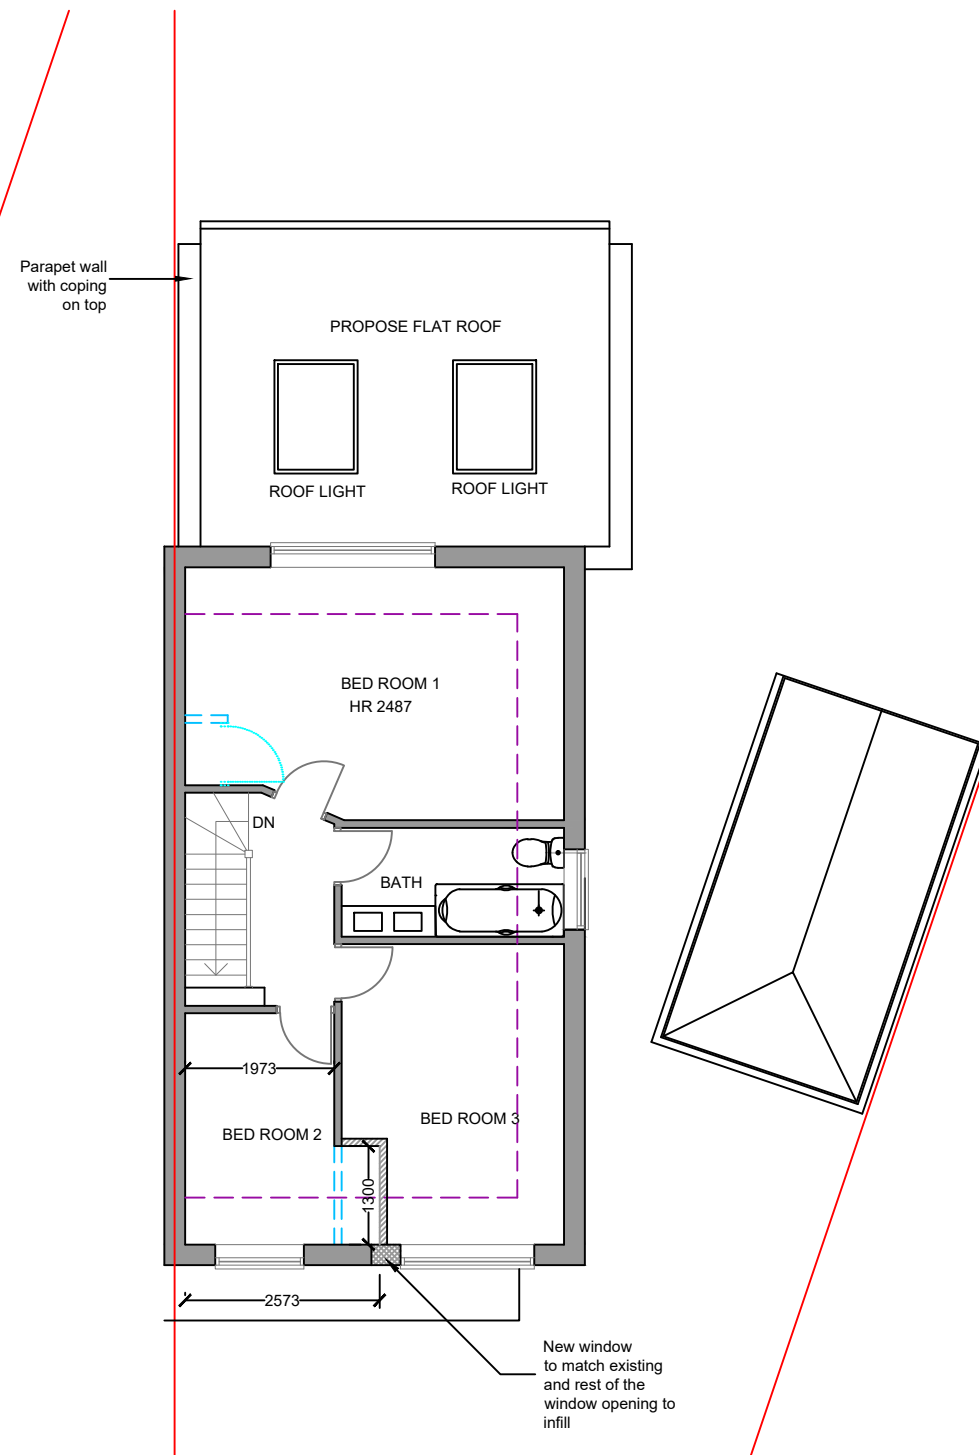 Parapet wall
with coping
on top
PROPOSE FLAT ROOF
ROOF LIGHT
ROOF LIGHT
BED ROOM 1
HR 2487
DN
BATH
1973
BED ROOM 2
BED ROOM 3
1300
2573
New window
to match existing
and rest of the
window opening to
infill